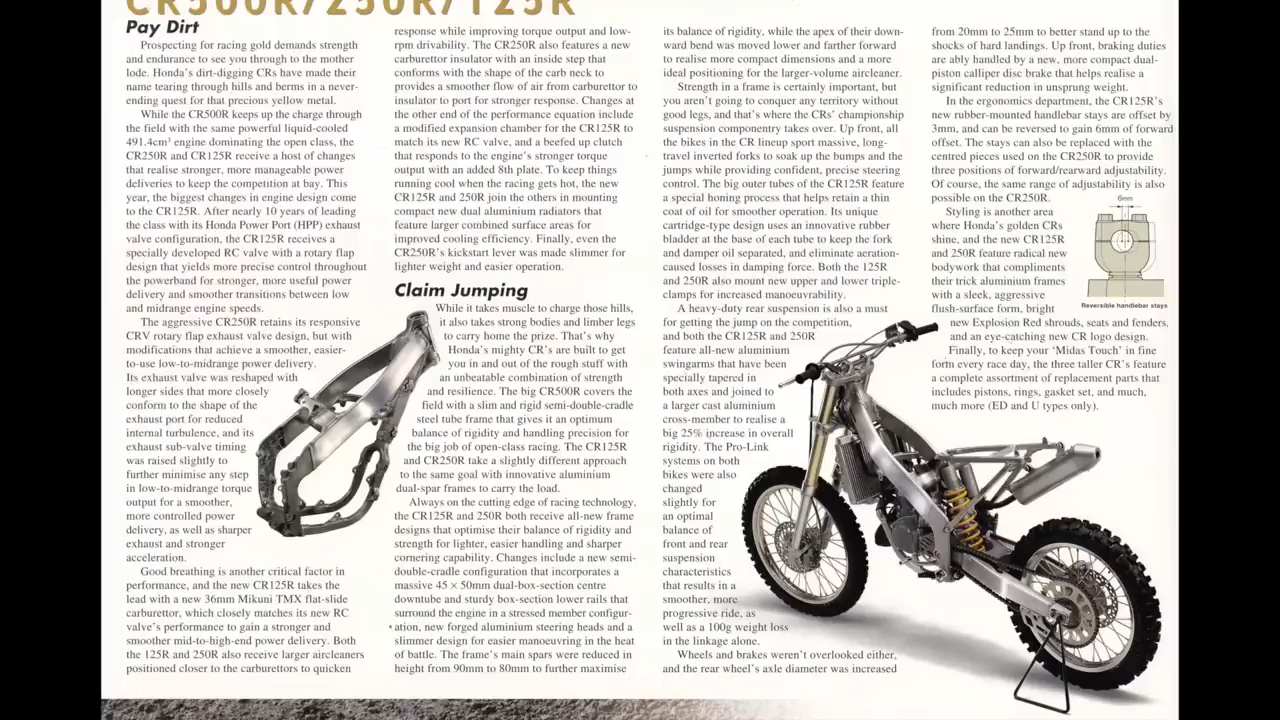 CR500R/250R/125R
Pay Dirt
Prospecting for racing gold demands strength
and endurance to see you through to the mother
lode. Honda's dirt-digging CRs have made their
name tearing through hills and berms in a never-
ending quest for that precious yellow metal.
While the CR500R keeps up the charge through
the field with the same powerful liquid-cooled
491.4cm³ engine dominating the open class, the
CR250R and CR125R receive a host of changes
that realise stronger, more manageable power
deliveries to keep the competition at bay. This
year, the biggest changes in engine design come
to the CR125R. After nearly 10 years of leading
the class with its Honda Power Port (HPP) exhaust
valve configuration, the CR125R receives a
specially developed RC valve with a rotary flap
design that yields more precise control throughout
the powerband for stronger, more useful power
delivery and smoother transitions between low
and midrange engine speeds.
The aggressive CR250R retains its responsive
CRV rotary flap exhaust valve design, but with
modifications that achieve a smoother, easier-
to-use low-to-midrange power delivery.
Its exhaust valve was reshaped with
longer sides that more closely
conform to the shape of the
exhaust port for reduced
internal turbulence, and its
exhaust sub-valve timing
was raised slightly to
further minimise any step
in low-to-midrange torque
output for a smoother,
more controlled power
delivery, as well as sharper
exhaust and stronger
acceleration.
Good breathing is another critical factor in
performance, and the new CR125R takes the
lead with a new 36mm Mikuni TMX flat-slide
carburettor, which closely matches its new RC
valve's performance to gain a stronger and
smoother mid-to-high-end power delivery. Both
the 125R and 250R also receive larger aircleaners
positioned closer to the carburettors to quicken
response while improving torque output and low-
rpm drivability. The CR250R also features a new
carburettor insulator with an inside step that
conforms with the shape of the carb neck to
provides a smoother flow of air from carburettor to
insulator to port for stronger response. Changes at
the other end of the performance equation include
a modified expansion chamber for the CR125R to
match its new RC valve, and a beefed up clutch
that responds to the engine's stronger torque
output with an added 8th plate. To keep things
running cool when the racing gets hot, the new
CR125R and 250R join the others in mounting
compact new dual aluminium radiators that
feature larger combined surface areas for
improved cooling efficiency. Finally, even the
CR250R's kickstart lever was made slimmer for
lighter weight and easier operation.
Claim Jumping
While it takes muscle to charge those hills,
it also takes strong bodies and limber legs
to carry home the prize. That's why
Honda's mighty CR's are built to get
you in and out of the rough stuff with
an unbeatable combination of strength
and resilience. The big CR500R covers the
field with a slim and rigid semi-double-cradle
steel tube frame that gives it an optimum
balance of rigidity and handling precision for
the big job of open-class racing. The CR125R
and CR250R take a slightly different approach
to the same goal with innovative aluminium
dual-spar frames to carry the load.
Always on the cutting edge of racing technology,
the CR125R and 250R both receive all-new frame
designs that optimise their balance of rigidity and
strength for lighter, easier handling and sharper
cornering capability. Changes include a new semi-
double-cradle configuration that incorporates a
massive 45 × 50mm dual-box-section centre
downtube and sturdy box-section lower rails that
surround the engine in a stressed member configur-
ation, new forged aluminium steering heads and a
slimmer design for easier manoeuvring in the heat
of battle. The frame's main spars were reduced in
height from 90mm to 80mm to further maximise
its balance of rigidity, while the apex of their down-
ward bend was moved lower and farther forward
to realise more compact dimensions and a more
ideal positioning for the larger-volume aircleaner.
Strength in a frame is certainly important, but
you aren't going to conquer any territory without
good legs, and that's where the CRs' championship
suspension componentry takes over. Up front, all
the bikes in the CR lineup sport massive, long-
travel inverted forks to soak up the bumps and the
jumps while providing confident, precise steering
control. The big outer tubes of the CR125R feature
a special honing process that helps retain a thin
coat of oil for smoother operation. Its unique
cartridge-type design uses an innovative rubber
bladder at the base of each tube to keep the fork
and damper oil separated, and eliminate aeration-
caused losses in damping force. Both the 125R
and 250R also mount new upper and lower triple-
clamps for increased manoeuvrability.
A heavy-duty rear suspension is also a must
for getting the jump on the competition,
and both the CR125R and 250R
feature all-new aluminium
swingarms that have been
specially tapered in
both axes and joined to
a larger cast aluminium
cross-member to realise a
big 25% increase in overall
rigidity. The Pro-Link
systems on both
bikes were also
changed
slightly for
an optimal
balance of
front and rear
suspension
characteristics
that results in a
smoother, more
progressive ride, as
well as a 100g weight loss
in the linkage alone.
Wheels and brakes weren't overlooked either,
and the rear wheel's axle diameter was increased
from 20mm to 25mm to better stand up to the
shocks of hard landings. Up front, braking duties
are ably handled by a new, more compact dual-
piston calliper disc brake that helps realise a
significant reduction in unsprung weight.
In the ergonomics department, the CR125R's
new rubber-mounted handlebar stays are offset by
3mm, and can be reversed to gain 6mm of forward
offset. The stays can also be replaced with the
centred pieces used on the CR250R to provide
three positions of forward/rearward adjustability.
Of course, the same range of adjustability is also
possible on the CR250R.
Styling is another area
where Honda's golden CRs
shine, and the new CR125R
and 250R feature radical new
bodywork that compliments
their trick aluminium frames
with a sleek, aggressive
flush-surface form, bright
new Explosion Red shrouds, seats and fenders.
and an eye-catching new CR logo design.
Finally, to keep your 'Midas Touch' in fine
form every race day, the three taller CR's feature
a complete assortment of replacement parts that
includes pistons, rings, gasket set, and much,
much more (ED and U types only).
6mm
Reversible handlebar stays